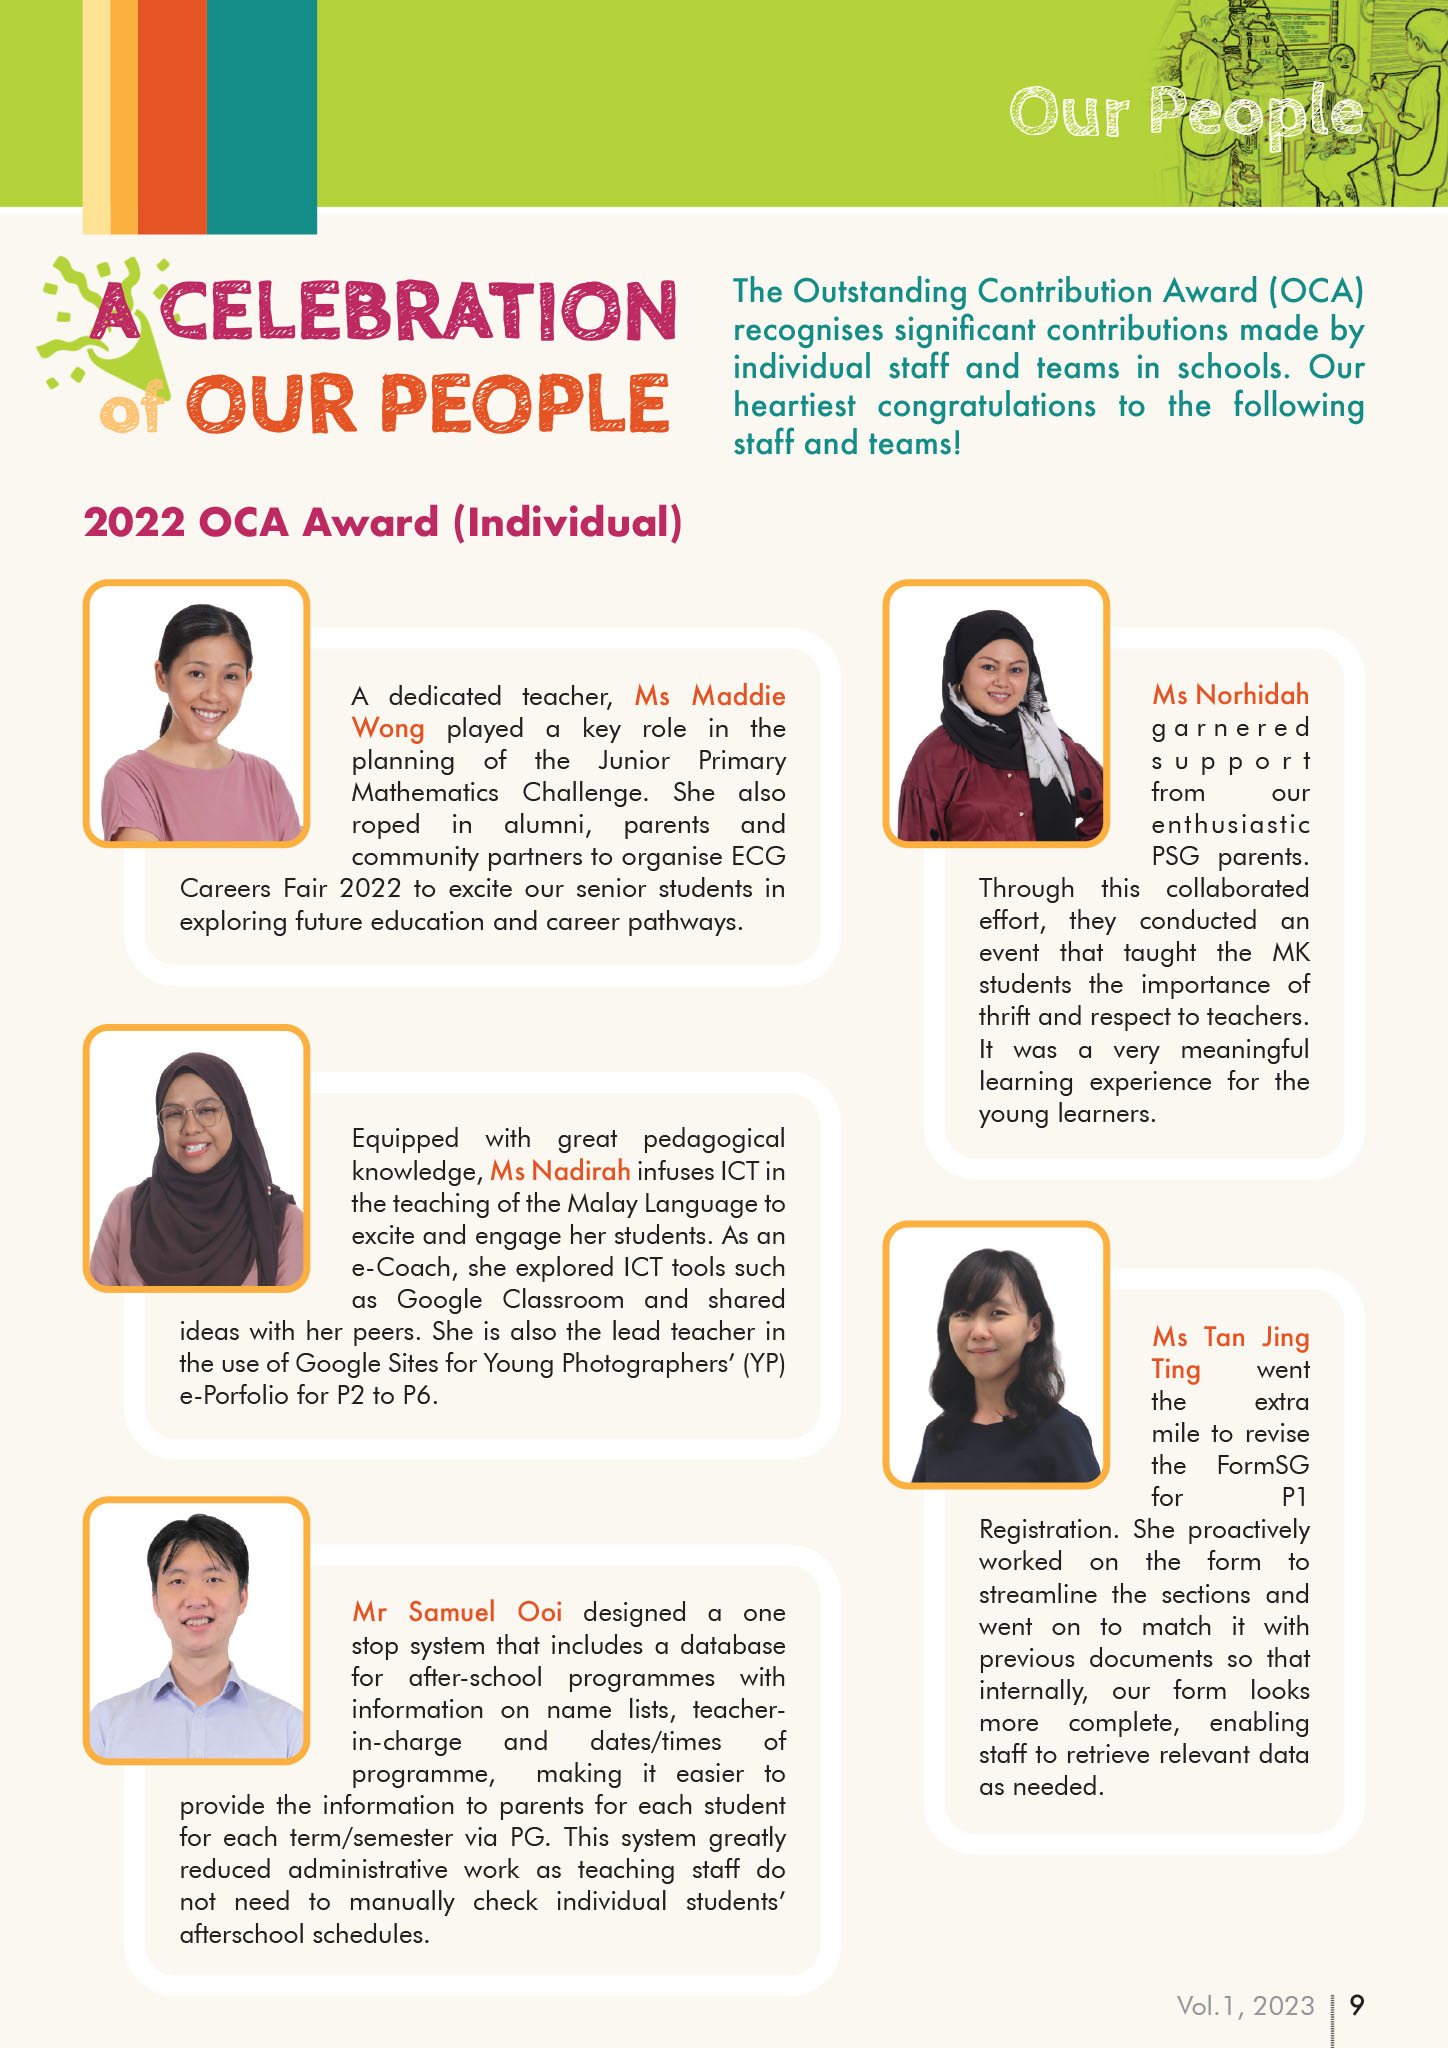 Our People
A CELEBRATION
of OUR PEOPLE
The Outstanding Contribution Award (OCA)
recognises significant contributions made by
individual staff and teams in schools. Our
heartiest congratulations to the following
staff and teams!
2022 OCA Award (Individual)
A dedicated teacher, Ms Maddie
Wong played a key role in the
planning of the Junior Primary
Mathematics Challenge. She also
roped in alumni, parents and
community partners to organise ECG
Careers Fair 2022 to excite our senior students in
exploring future education and career pathways.
Equipped with great pedagogical
knowledge, Ms Nadirah infuses ICT in
the teaching of the Malay Language to
excite and engage her students. As an
e-Coach, she explored ICT tools such
as Google Classroom and shared
ideas with her peers. She is also the lead teacher in
the use of Google Sites for Young Photographers’ (YP)
e-Porfolio for P2 to P6.
Mr Samuel Ooi designed a one
stop system that includes a database
for after-school programmes with
information on name lists, teacher-
in-charge and dates/times of
programme, making it easier to
provide the information to parents for each student
for each term/semester via PG. This system greatly
reduced administrative work as teaching staff do
not need to manually check individual students’
afterschool schedules.
Ms Norhidah
garnered
support
from our
enthusiastic
PSG parents.
Through this collaborated
effort, they conducted an
event that taught the MK
students the importance of
thrift and respect to teachers.
It was a very meaningful
learning experience for the
young learners.
Ms Tan Jing
Ting went
the extra
mile to revise
the FormSG
for P1
Registration. She proactively
worked on the form to
streamline the sections and
went on to match it with
previous documents so that
internally, our form looks
more complete, enabling
staff to retrieve relevant data
as needed.
Vol.1, 2023 9